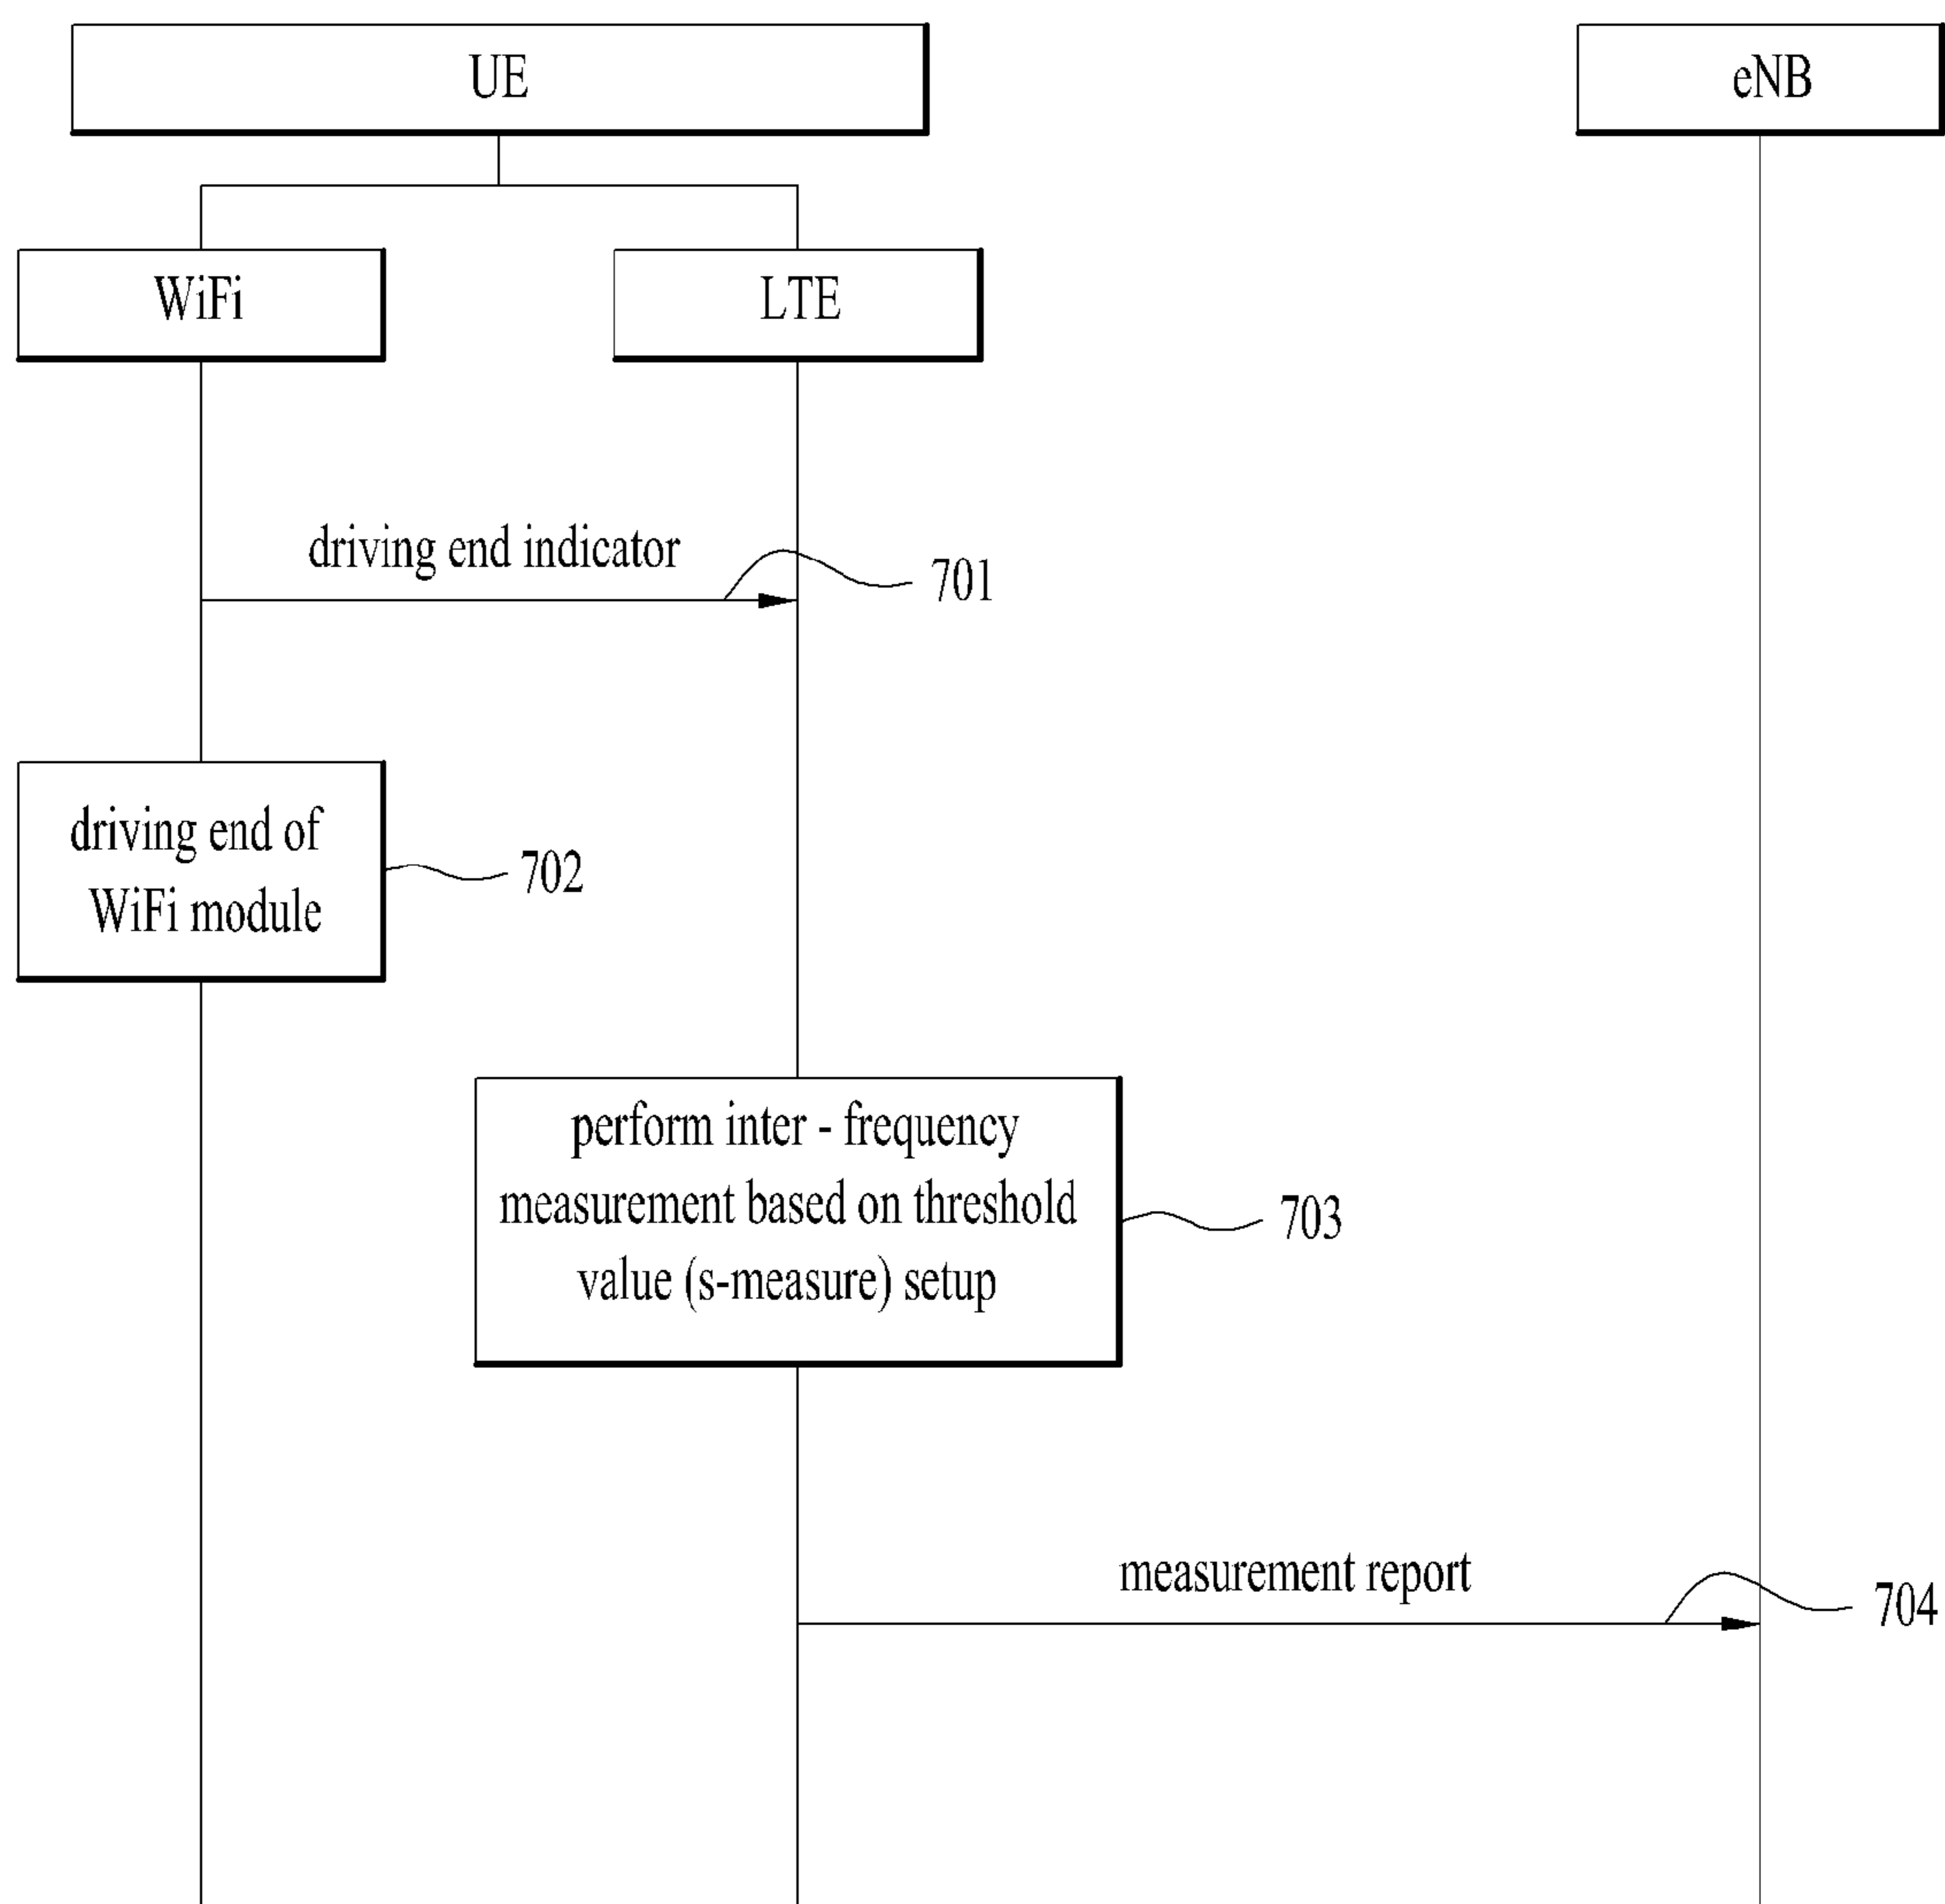 UE
eNB
WiFi
LTE
driving end indicator
701
driving end of
WiFi module
702
perform inter - frequency
measurement based on threshold
value (s-measure) setup
703
measurement report
704